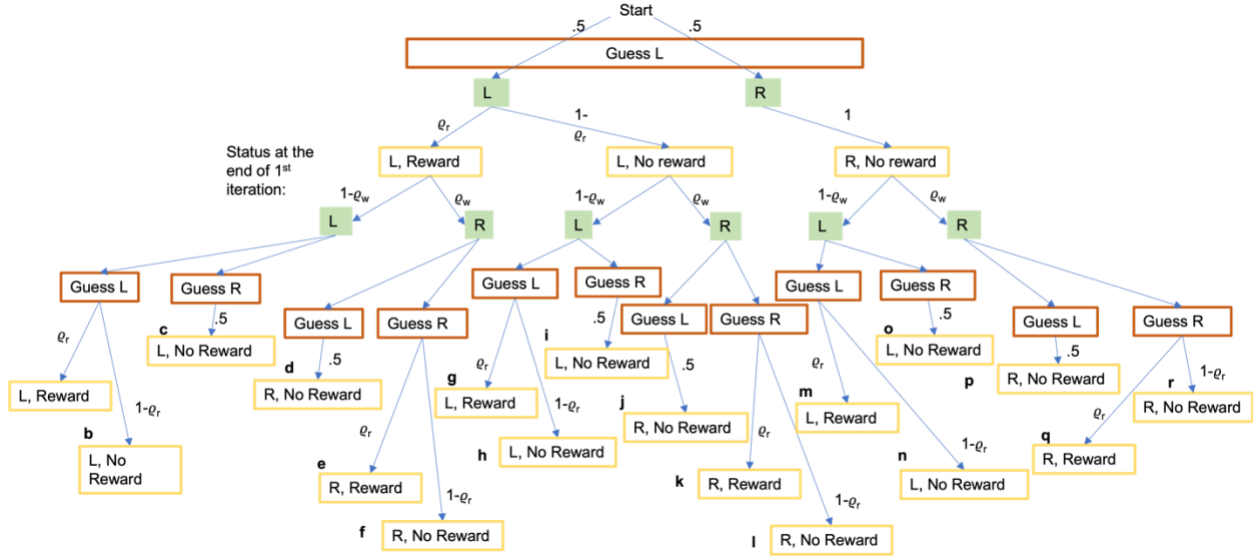 Start
.5
.5
Guess L
L
R
ϱr
1-
ϱr
1
Status at the
end of 1st
iteration:
L, Reward
L, No reward
R, No reward
1-ϱw
ϱw
1-ϱw
ϱw
1-ϱw
ϱw
L
R
L
R
L
R
Guess L
Guess R
Guess L
Guess R
Guess L
Guess R
Guess L
Guess R
Guess L
Guess R
Guess L
Guess R
ϱr
c
.5
L, No Reward
d
.5
R, No Reward
i
.5
L, No Reward
o
.5
L, No Reward
p
.5
R, No Reward
r
1-ϱr
R, No Reward
L, Reward
1-ϱr
b
L, No
Reward
ϱr
e
R, Reward
1-ϱr
f
R, No Reward
ϱr
g
L, Reward
1-ϱr
h
L, No Reward
j
.5
R, No Reward
ϱr
k
R, Reward
1-ϱr
l
R, No Reward
ϱr
m
L, Reward
1-ϱr
n
L, No Reward
ϱr
q
R, Reward